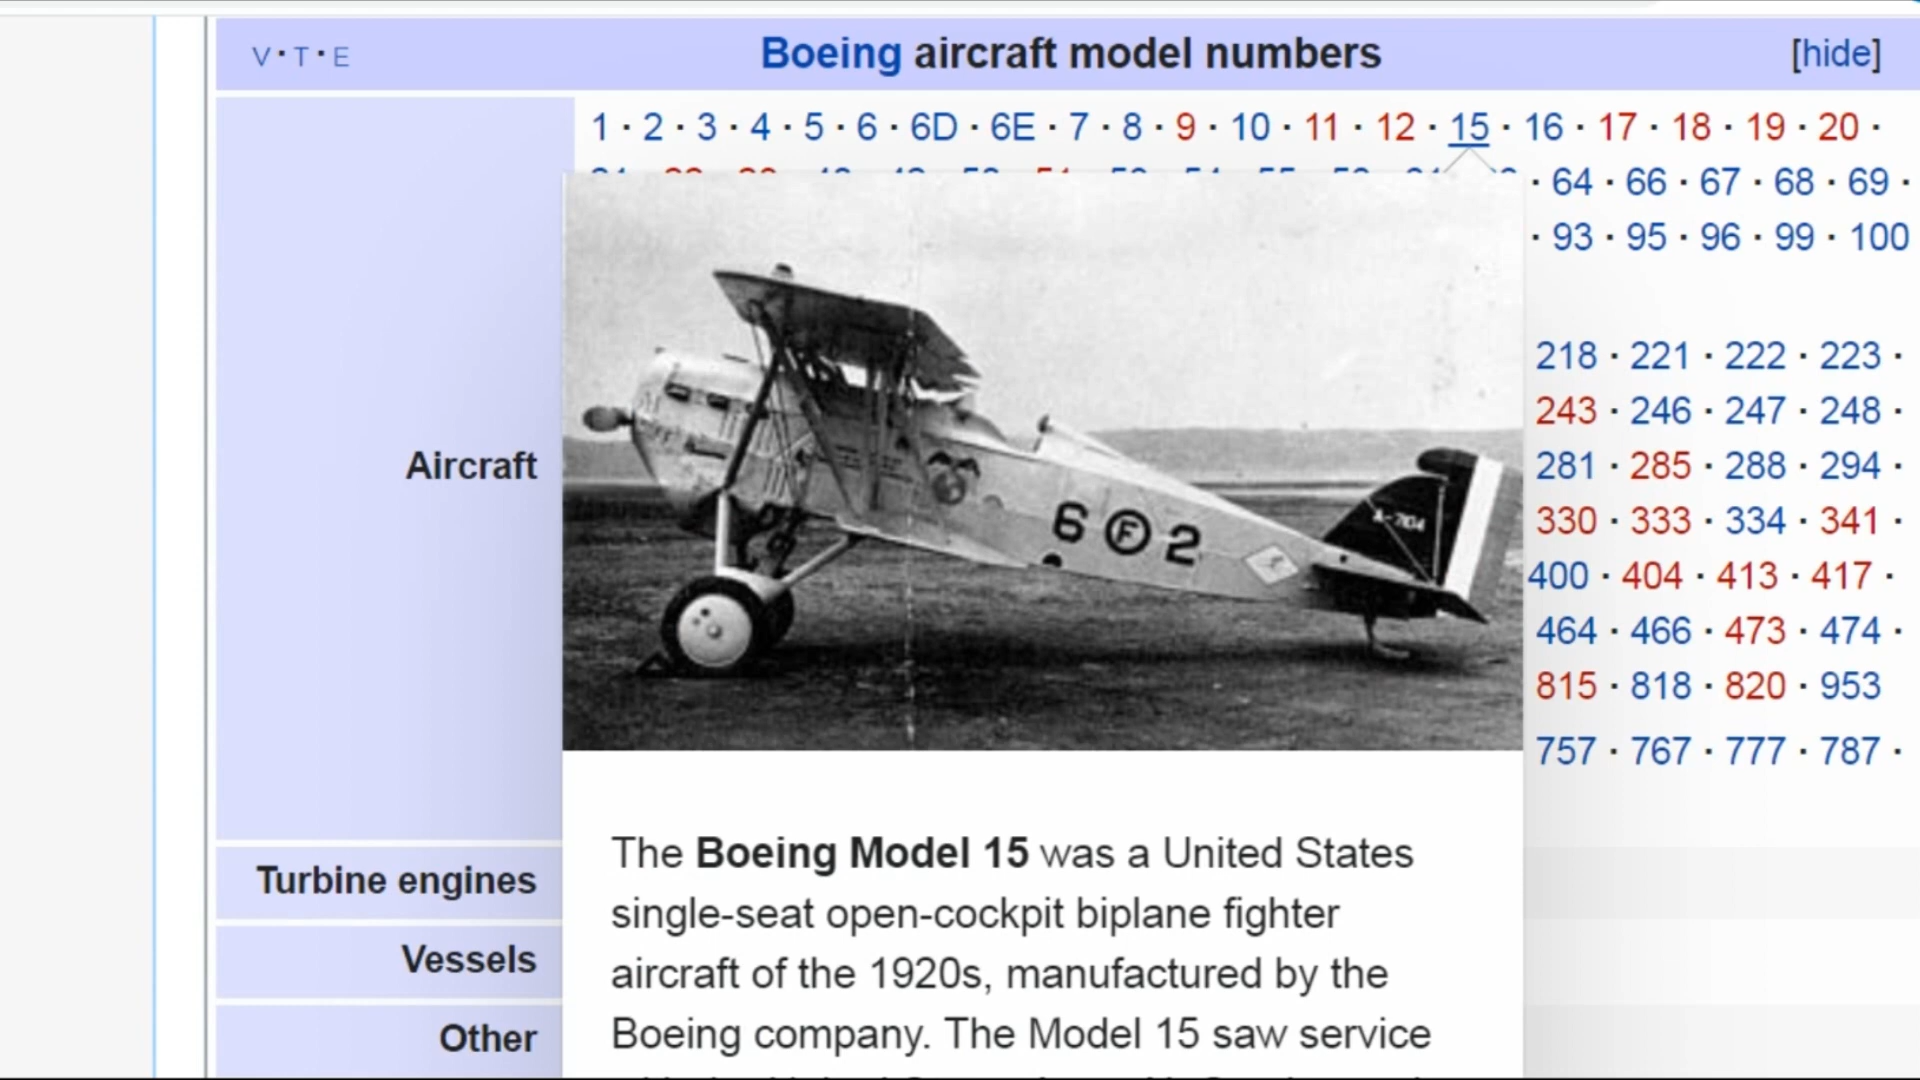 V · T · E
Boeing aircraft model numbers
[hide]
1 · 2 · 3 · 4 · 5 · 6 · 6D · 6E · 7 · 8 · 9 · 10 · 11 · 12 · 15 · 16 · 17 · 18 · 19 · 20 ·
· 64 · 66 · 67 · 68 · 69 ·
· 93 · 95 · 96 · 99 · 100
218 · 221 · 222 · 223 ·
243 · 246 · 247 · 248 ·
Aircraft
281 · 285 · 288 · 294 ·
330 · 333 · 334 · 341 ·
400 · 404 · 413 · 417 ·
464 · 466 · 473 · 474 ·
815 · 818 · 820 · 953
757 · 767 · 777 · 787 ·
6 F 2
The Boeing Model 15 was a United States
single-seat open-cockpit biplane fighter
aircraft of the 1920s, manufactured by the
Boeing company. The Model 15 saw service
Turbine engines
Vessels
Other